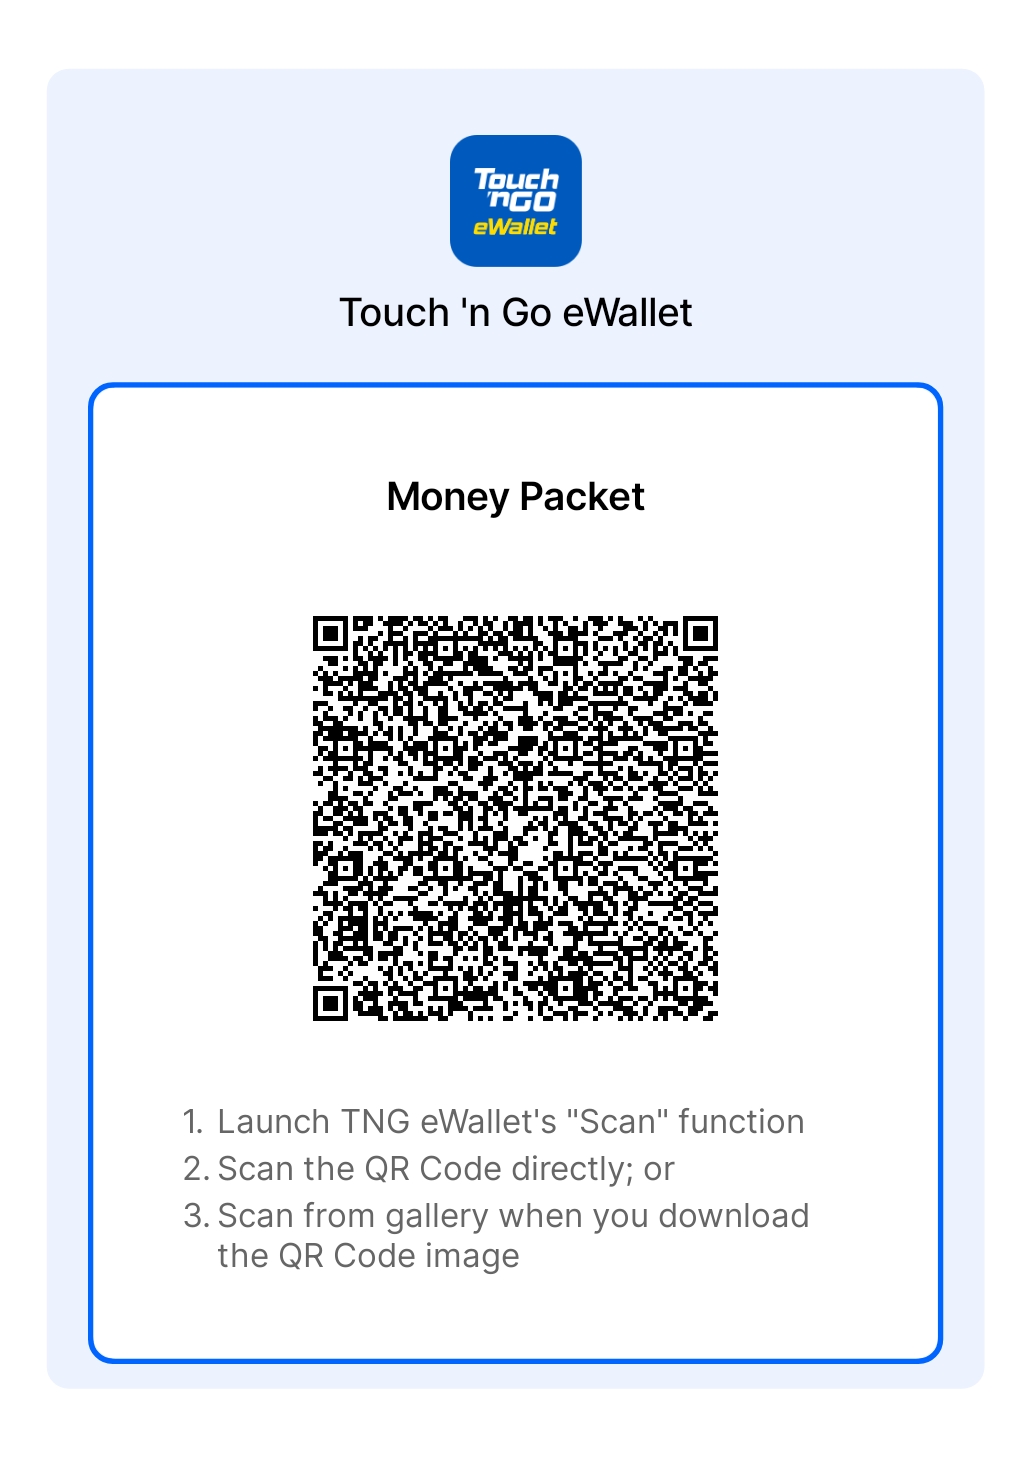 Touch
'nGO
eWallet
Touch 'n Go eWallet
Money Packet
1. Launch TNG eWallet's "Scan" function
2. Scan the QR Code directly; or
3. Scan from gallery when you download
the QR Code image